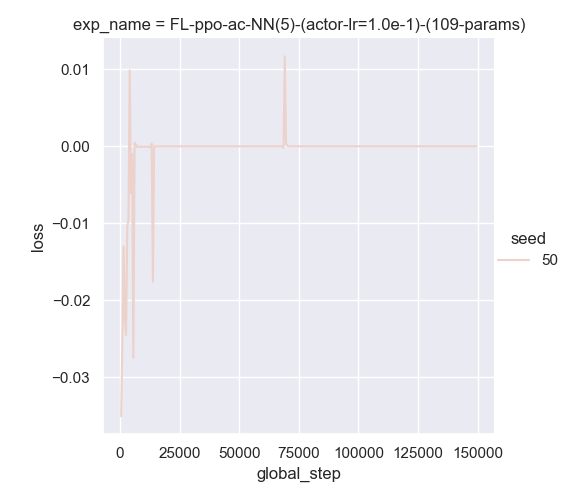 exp_name = FL-ppo-ac-NN(5)-(actor-lr=1.0e-1)-(109-params)
0.01
0.00
−0.01
−0.02
−0.03
loss
0 25000 50000 75000 100000 125000 150000
global_step
seed
50